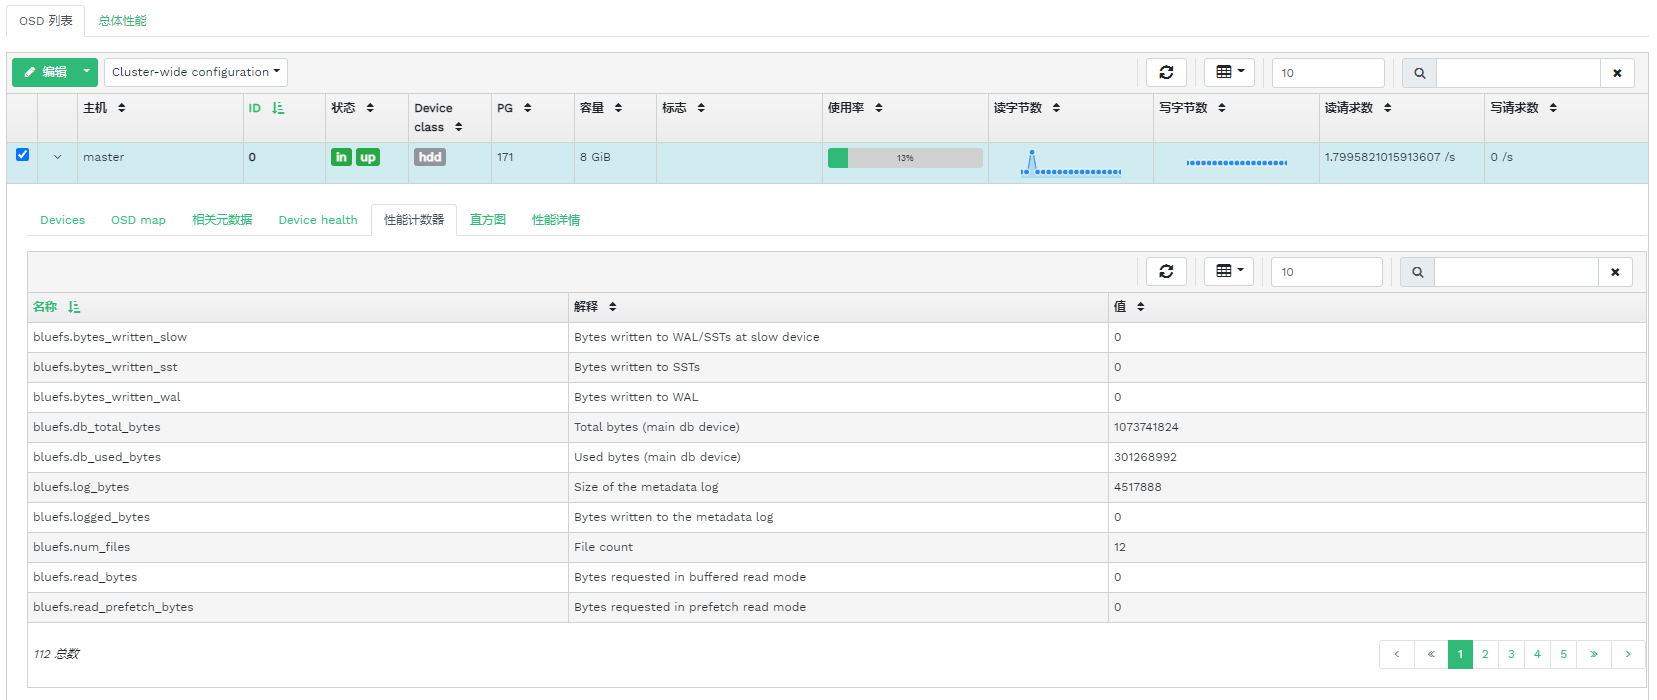 OSD 列表 总体性能
编辑 Cluster-wide configuration 10
主机 ID 状态 Device class PG 容量 标志 使用率 读字节数 写字节数 读请求数 写请求数
master 0 in up hdd 171 8 GiB 13% 1.7995821015913607 /s 0 /s
Devices OSD map 相关元数据 Device health 性能计数器 直方图 性能详情
10
名称 解释 值
bluefs.bytes_written_slow Bytes written to WAL/SSTs at slow device 0
bluefs.bytes_written_sst Bytes written to SSTs 0
bluefs.bytes_written_wal Bytes written to WAL 0
bluefs.db_total_bytes Total bytes (main db device) 1073741824
bluefs.db_used_bytes Used bytes (main db device) 301268992
bluefs.log_bytes Size of the metadata log 4517888
bluefs.logged_bytes Bytes written to the metadata log 0
bluefs.num_files File count 12
bluefs.read_bytes Bytes requested in buffered read mode 0
bluefs.read_prefetch_bytes Bytes requested in prefetch read mode 0
112 总数 ‹ « 1 2 3 4 5 » ›